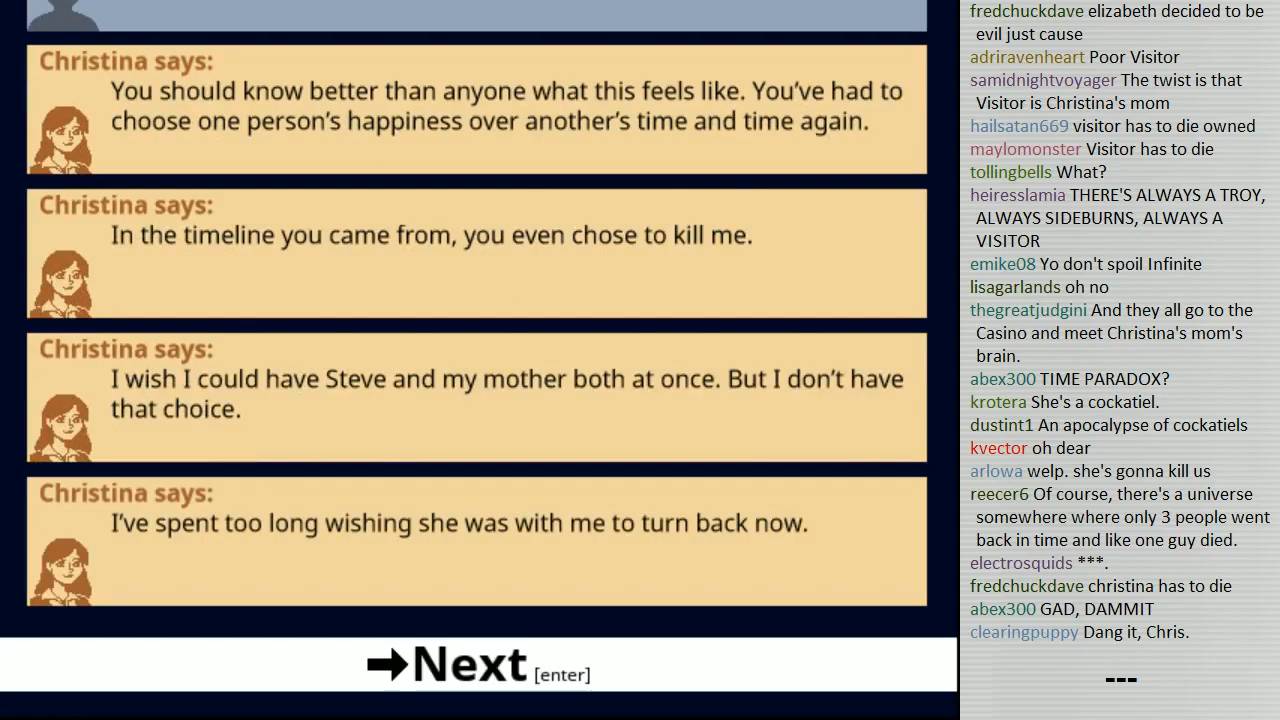 Christina says:
You should know better than anyone what this feels like. You've had to
choose one person's happiness over another's time and time again.
Christina says:
In the timeline you came from, you even chose to kill me.
Christina says:
I wish I could have Steve and my mother both at once. But I don't have
that choice.
Christina says:
I've spent too long wishing she was with me to turn back now.
➡Next [enter]
fredchuckdave elizabeth decided to be
evil just cause
adriravenheart Poor Visitor
samidnightvoyager The twist is that
Visitor is Christina's mom
hailsatan669 visitor has to die owned
maylomonster Visitor has to die
tollingbells What?
heiresslamia THERE'S ALWAYS A TROY,
ALWAYS SIDEBURNS, ALWAYS A
VISITOR
emike08 Yo don't spoil Infinite
lisagarlands oh no
thegreatjudgini And they all go to the
Casino and meet Christina's mom's
brain.
abex300 TIME PARADOX?
krotera She's a cockatiel.
dustint1 An apocalypse of cockatiels
kvector oh dear
arlowa welp. she's gonna kill us
reecer6 Of course, there's a universe
somewhere where only 3 people went
back in time and like one guy died.
electrosquids ***.
fredchuckdave christina has to die
abex300 GAD, DAMMIT
clearingpuppy Dang it, Chris.
---